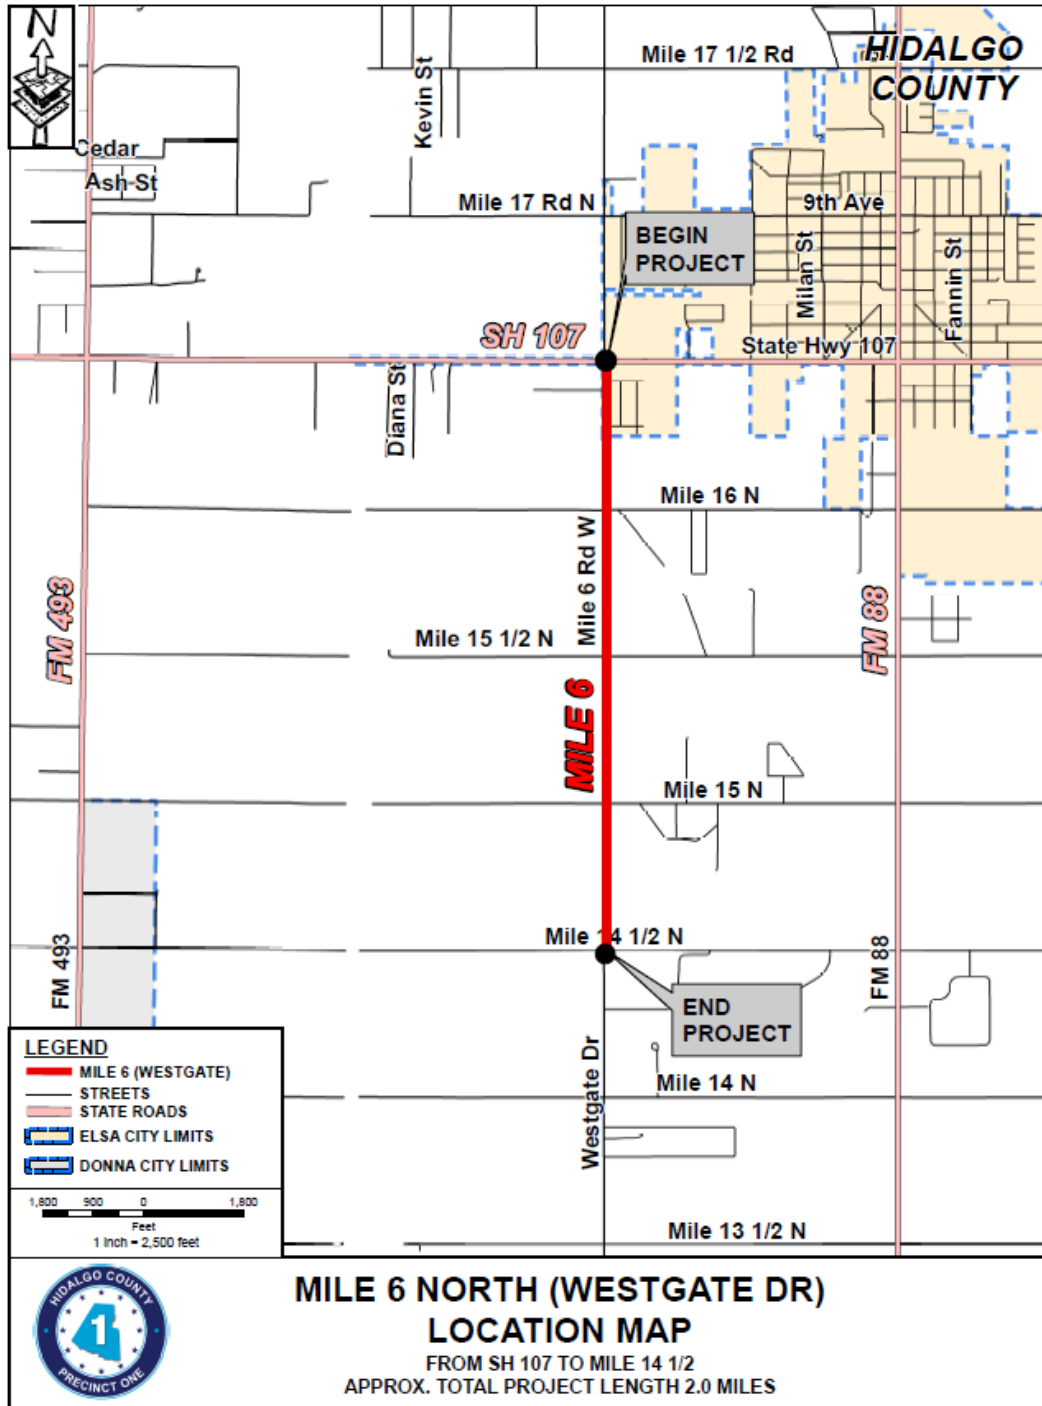 N
Mile 17 1/2 Rd
HIDALGO
COUNTY
Kevin St
Cedar
Ash St
Mile 17 Rd N
9th Ave
BEGIN
PROJECT
Milan St
Fannin St
SH 107
State Hwy 107
Diana St
Mile 16 N
Mile 6 Rd W
FM 493
FM 88
Mile 15 1/2 N
MILE 6
Mile 15 N
Mile 14 1/2 N
FM 493
FM 88
END
PROJECT
Westgate Dr
Mile 14 N
Mile 13 1/2 N
LEGEND
MILE 6 (WESTGATE)
STREETS
STATE ROADS
ELSA CITY LIMITS
DONNA CITY LIMITS
1,800 900 0 1,800
Feet
1 Inch = 2,500 feet
HIDALGO COUNTY
1
PRECINCT ONE
MILE 6 NORTH (WESTGATE DR)
LOCATION MAP
FROM SH 107 TO MILE 14 1/2
APPROX. TOTAL PROJECT LENGTH 2.0 MILES